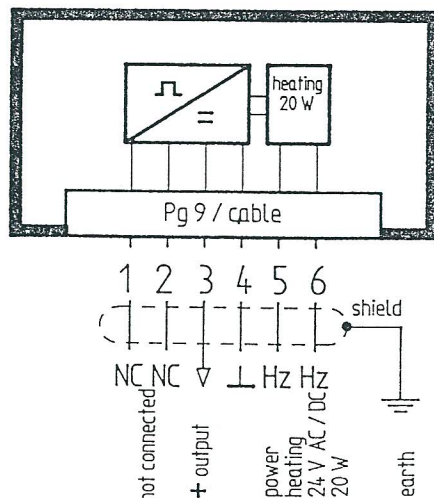 heating
20 W
Pg 9 / cable
1 2 3 4 5 6
shield
NC NC Hz Hz
not connected
+ output
power
heating
24 V AC / DC
20 W
earth